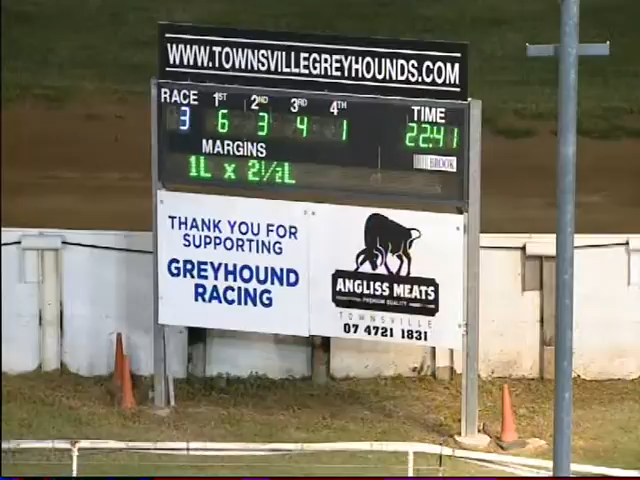 WWW.TOWNSVILLEGREYHOUNDS.COM
RACE 1ST 2ND 3RD 4TH TIME
3 6 3 4 1 22:41
MARGINS BROOK
1L x 2½L
THANK YOU FOR
SUPPORTING
GREYHOUND
RACING
ANGLISS MEATS
PREMIUM QUALITY
TOWNSVILLE
07 4721 1831